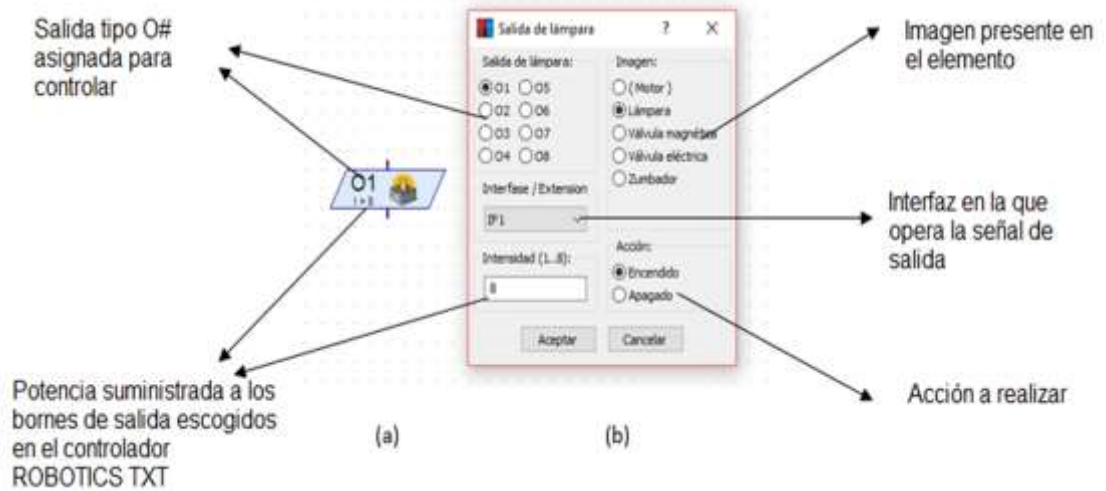 Salida tipo O#
asignada para
controlar
O1
Salida de lámpara
?
X
Salida de lámpara:
O1 O5
O2 O6
O3 O7
O4 O8
Interfase / Extension
IF1
Intensidad (1..8):
8
Imagen:
( Motor )
Lámpara
Válvula magnética
Válvula eléctrica
Zumbador
Acción:
Encendido
Apagado
Aceptar
Cancelar
Imagen presente en
el elemento
Interfaz en la que
opera la señal de
salida
Acción a realizar
Potencia suministrada a los
bornes de salida escogidos
en el controlador
ROBOTICS TXT
(a)
(b)